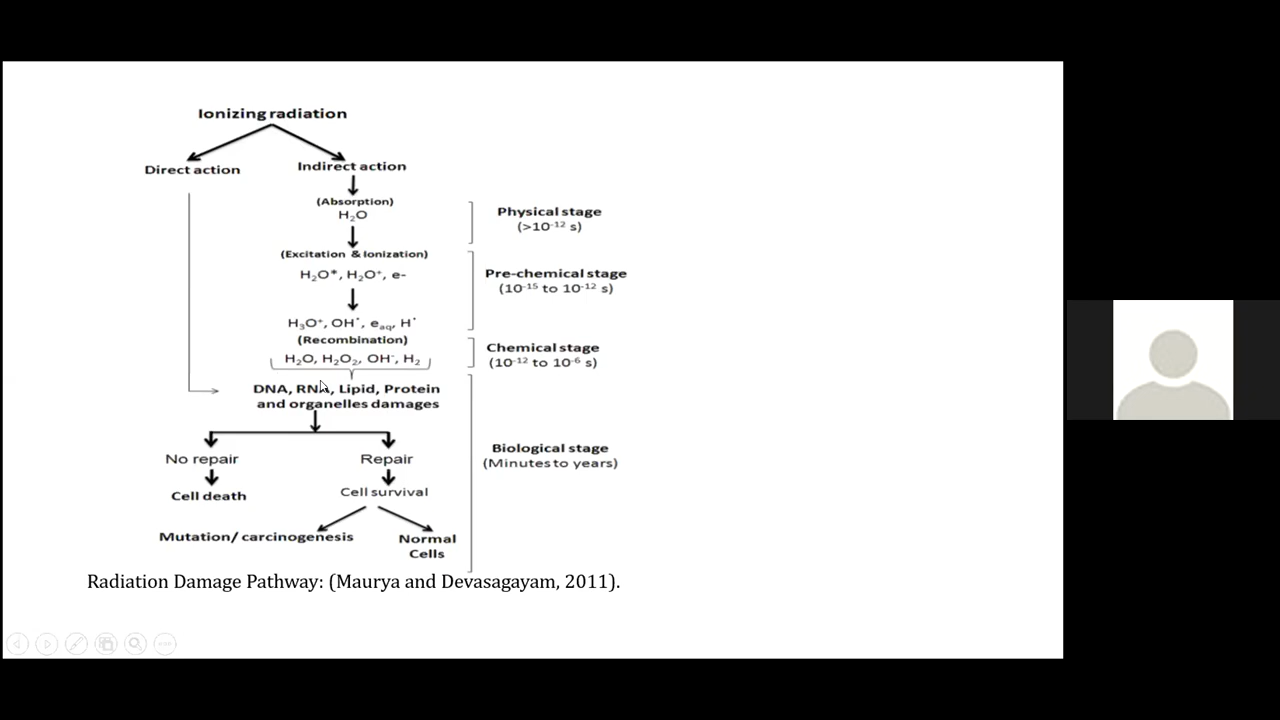 Ionizing radiation
Direct action
Indirect action
(Absorption)
H₂O
Physical stage
(>10⁻¹² s)
(Excitation & Ionization)
H₂O*, H₂O⁺, e-
Pre-chemical stage
(10⁻¹⁵ to 10⁻¹² s)
H₃O⁺, OH˙, eaq, H˙
(Recombination)
H₂O, H₂O₂, OH⁻, H₂
Chemical stage
(10⁻¹² to 10⁻⁶ s)
DNA, RNA, Lipid, Protein
and organelles damages
No repair
Repair
Biological stage
(Minutes to years)
Cell death
Cell survival
Mutation/ carcinogenesis
Normal
Cells
Radiation Damage Pathway: (Maurya and Devasagayam, 2011).